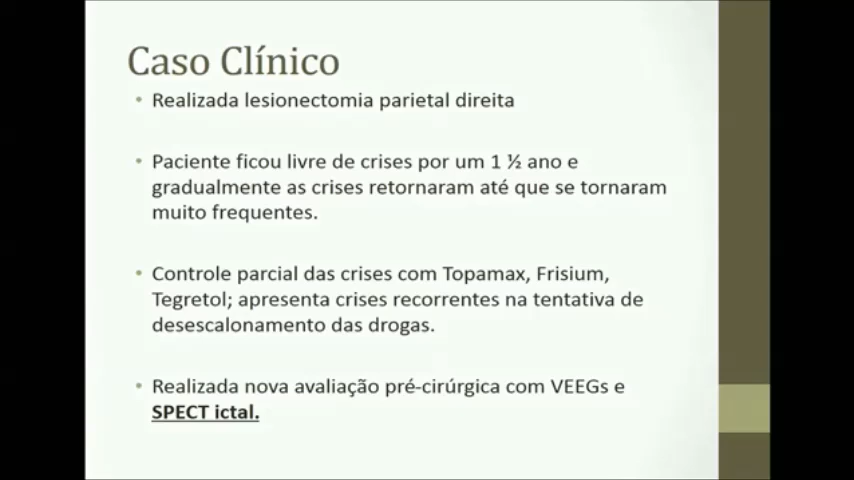 Caso Clínico
• Realizada lesionectomia parietal direita
• Paciente ficou livre de crises por um 1 ½ ano e
gradualmente as crises retornaram até que se tornaram
muito frequentes.
• Controle parcial das crises com Topamax, Frisium,
Tegretol; apresenta crises recorrentes na tentativa de
desescalonamento das drogas.
• Realizada nova avaliação pré-cirúrgica com VEEGs e
SPECT ictal.